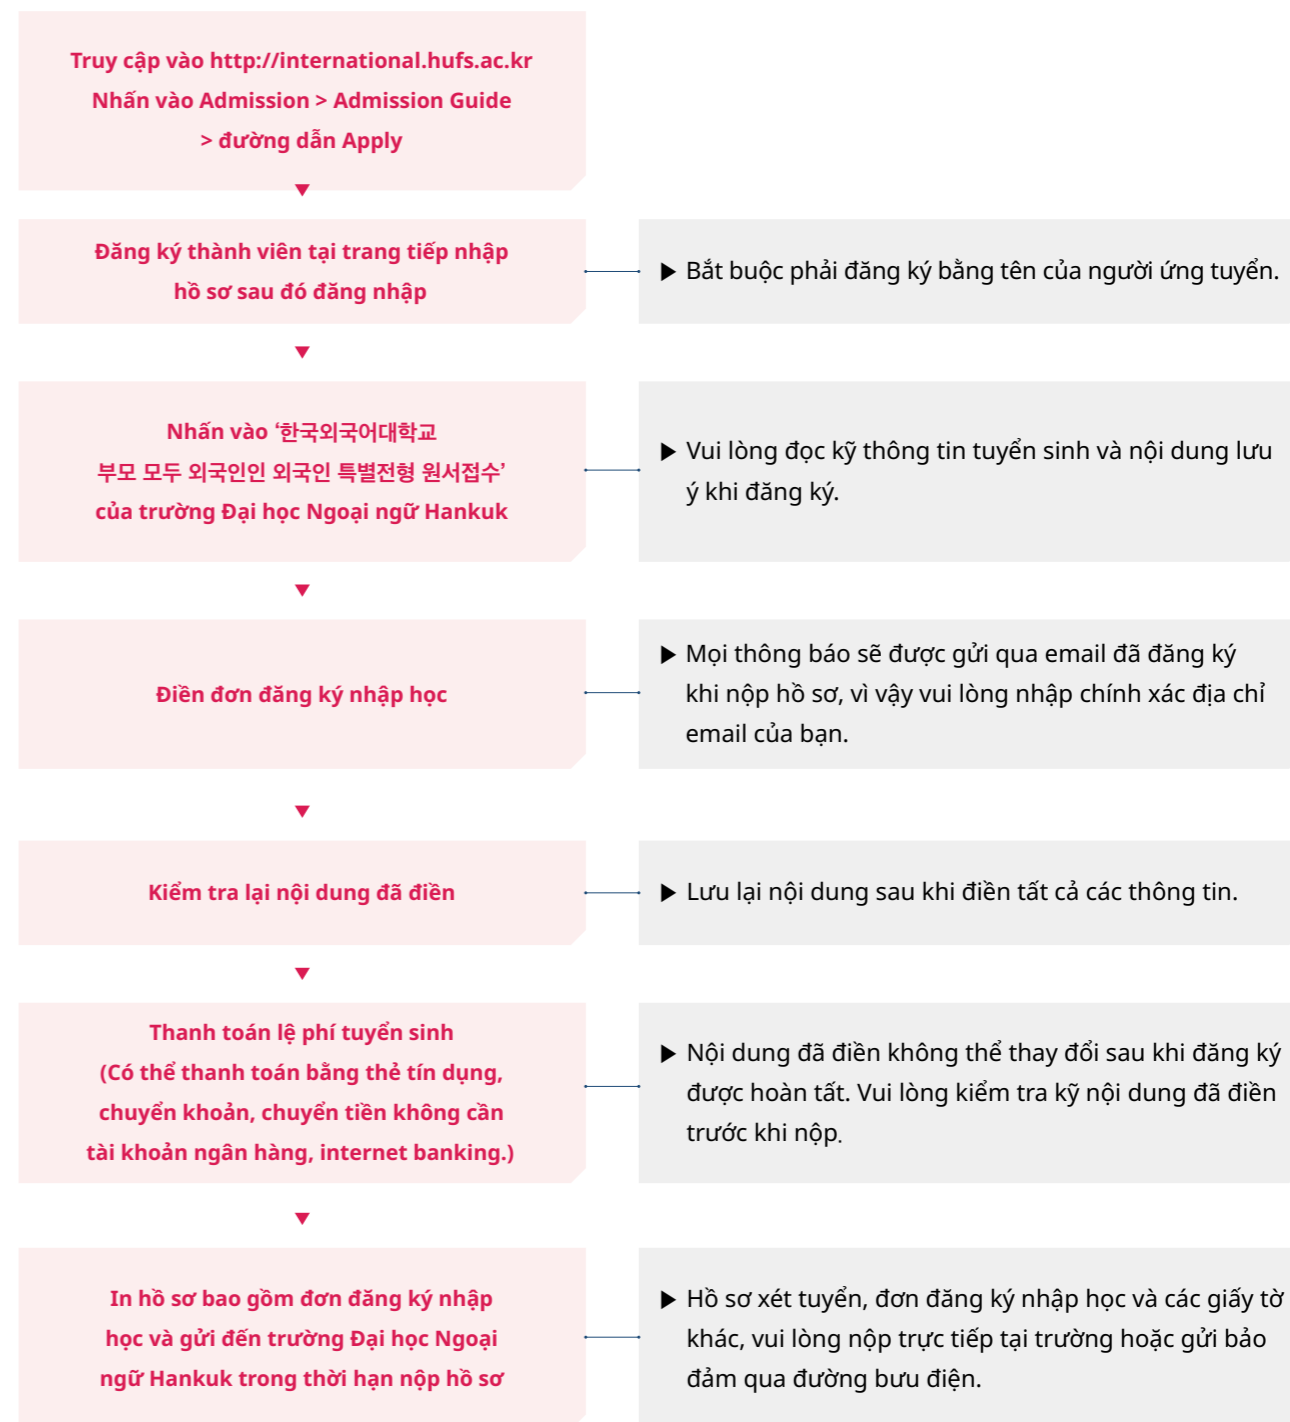 Truy cập vào http://international.hufs.ac.kr
Nhấn vào Admission > Admission Guide
> đường dẫn Apply
▼
Đăng ký thành viên tại trang tiếp nhập
hồ sơ sau đó đăng nhập
▶ Bắt buộc phải đăng ký bằng tên của người ứng tuyển.
▼
Nhấn vào ‘한국외국어대학교
부모 모두 외국인인 외국인 특별전형 원서접수’
của trường Đại học Ngoại ngữ Hankuk
▶ Vui lòng đọc kỹ thông tin tuyển sinh và nội dung lưu
ý khi đăng ký.
▼
Điền đơn đăng ký nhập học
▶ Mọi thông báo sẽ được gửi qua email đã đăng ký
khi nộp hồ sơ, vì vậy vui lòng nhập chính xác địa chỉ
email của bạn.
▼
Kiểm tra lại nội dung đã điền
▶ Lưu lại nội dung sau khi điền tất cả các thông tin.
▼
Thanh toán lệ phí tuyển sinh
(Có thể thanh toán bằng thẻ tín dụng,
chuyển khoản, chuyển tiền không cần
tài khoản ngân hàng, internet banking.)
▶ Nội dung đã điền không thể thay đổi sau khi đăng ký
được hoàn tất. Vui lòng kiểm tra kỹ nội dung đã điền
trước khi nộp.
▼
In hồ sơ bao gồm đơn đăng ký nhập
học và gửi đến trường Đại học Ngoại
ngữ Hankuk trong thời hạn nộp hồ sơ
▶ Hồ sơ xét tuyển, đơn đăng ký nhập học và các giấy tờ
khác, vui lòng nộp trực tiếp tại trường hoặc gửi bảo
đảm qua đường bưu điện.